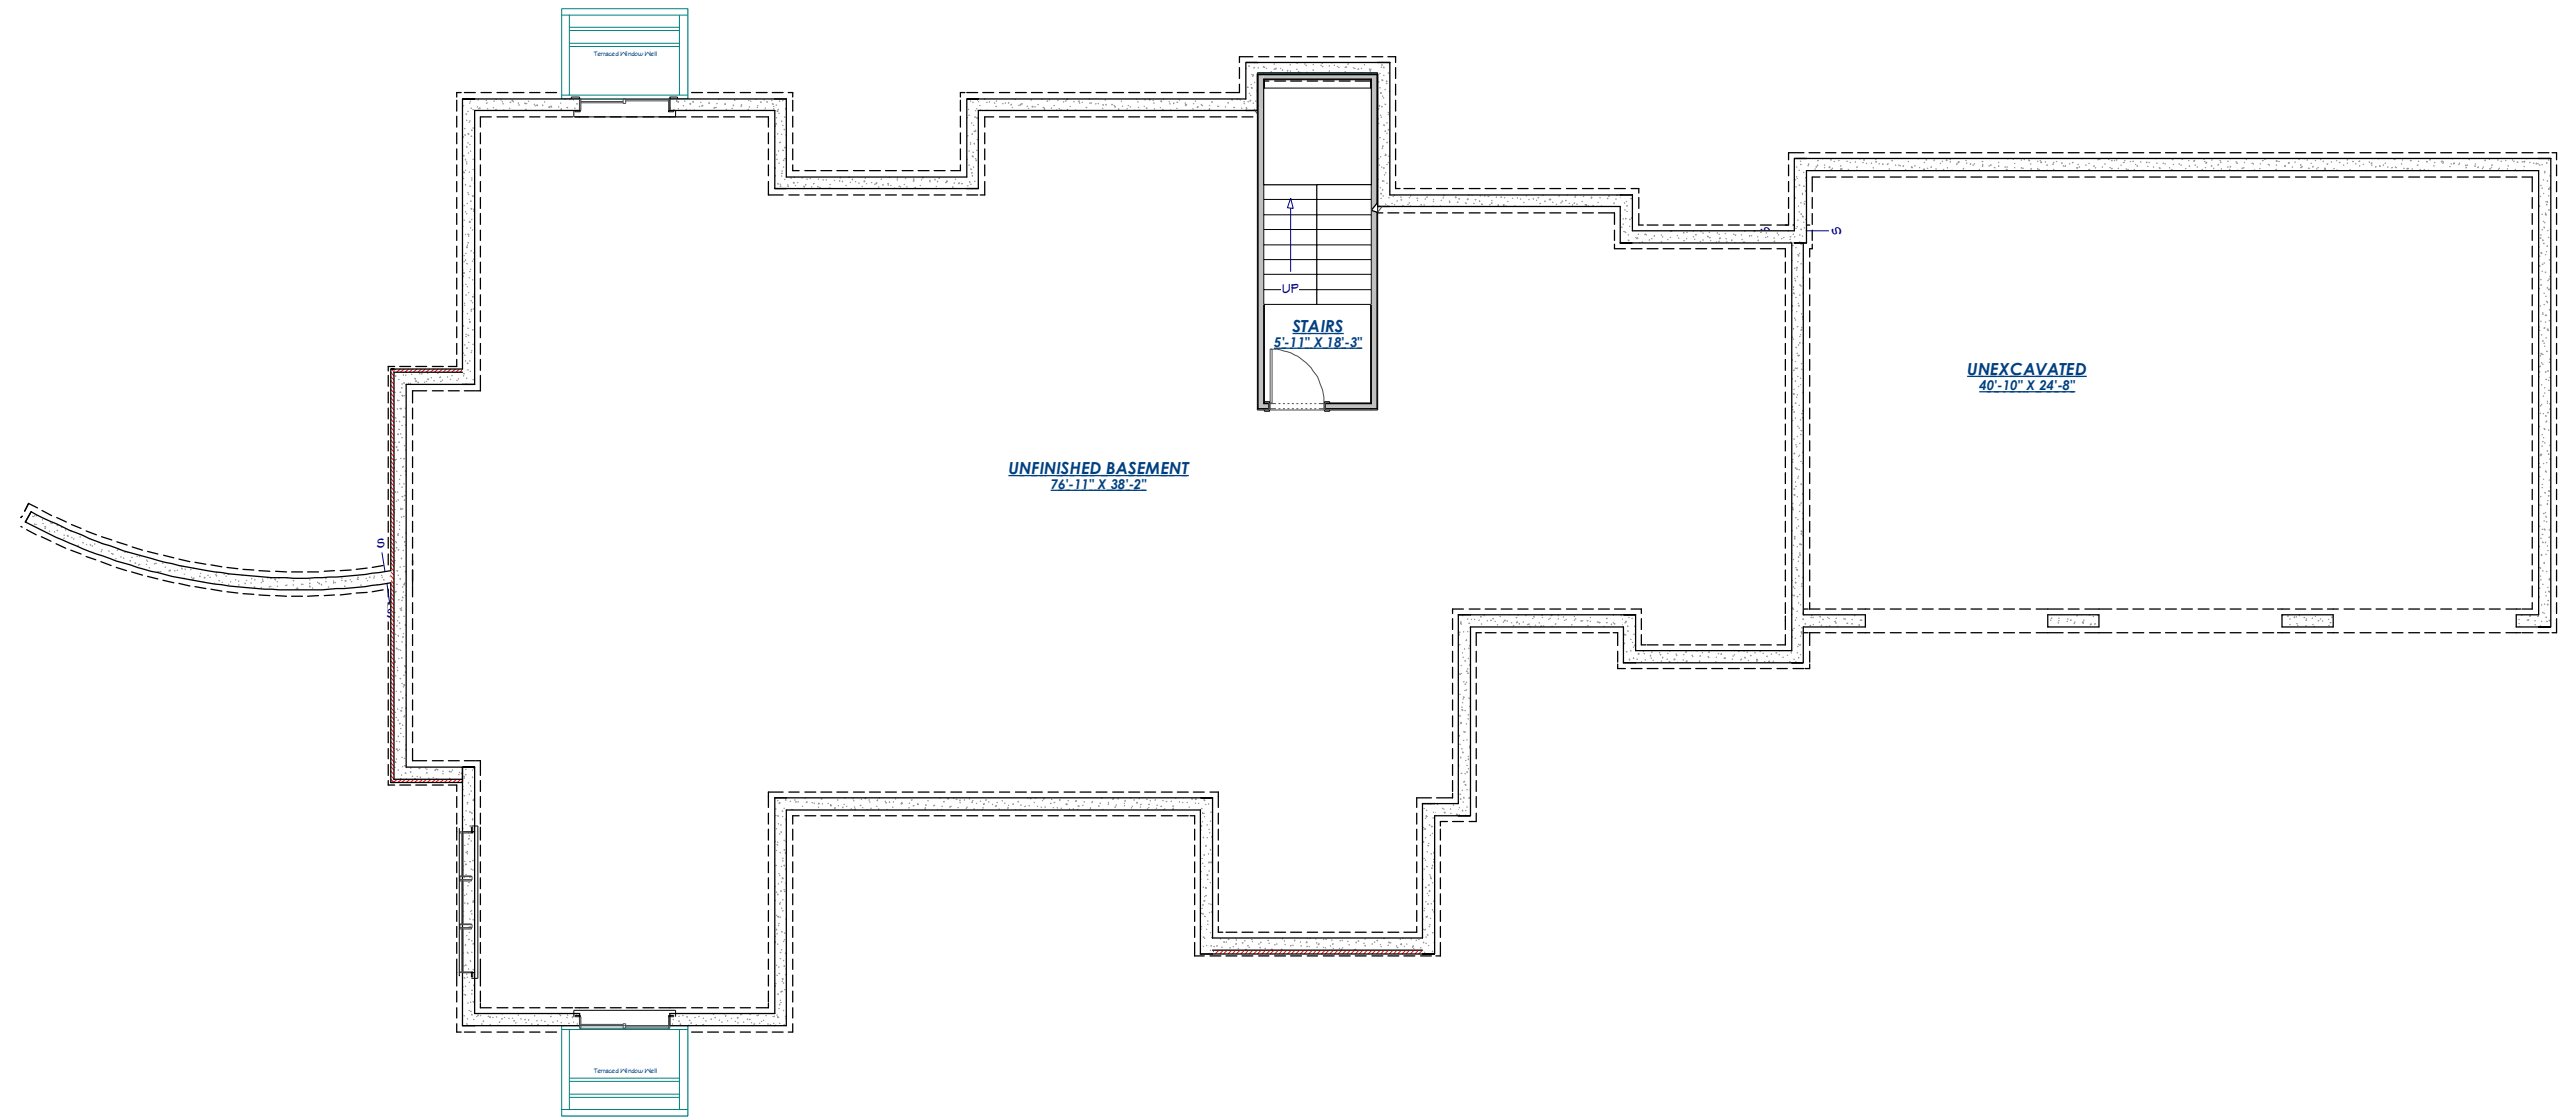 Terraced Window Well
UP
STAIRS
5'-11" X 18'-3"
S
UNEXCAVATED
40'-10" X 24'-8"
UNFINISHED BASEMENT
76'-11" X 38'-2"
S
S
Terraced Window Well